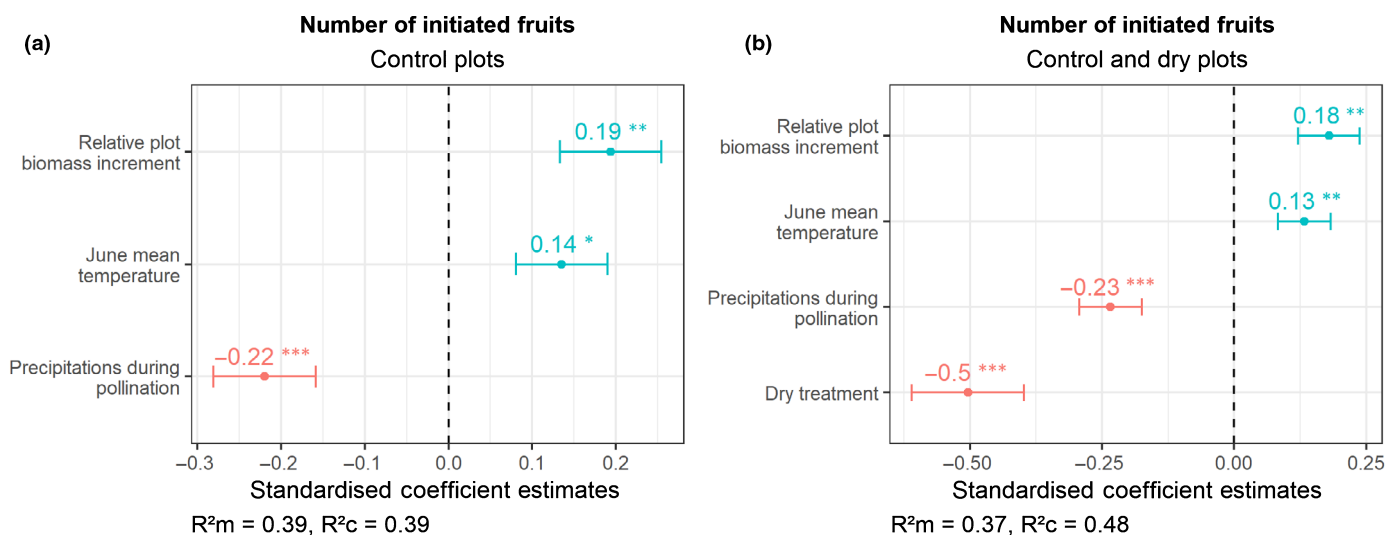 (a)
Number of initiated fruits
Control plots
Relative plot
biomass increment
0.19 **
June mean
temperature
0.14 *
Precipitations during
pollination
−0.22 ***
−0.3 −0.2 −0.1 0.0 0.1 0.2
Standardised coefficient estimates
R²m = 0.39, R²c = 0.39
(b)
Number of initiated fruits
Control and dry plots
Relative plot
biomass increment
0.18 **
June mean
temperature
0.13 **
Precipitations during
pollination
−0.23 ***
Dry treatment
−0.5 ***
−0.50 −0.25 0.00 0.25
Standardised coefficient estimates
R²m = 0.37, R²c = 0.48